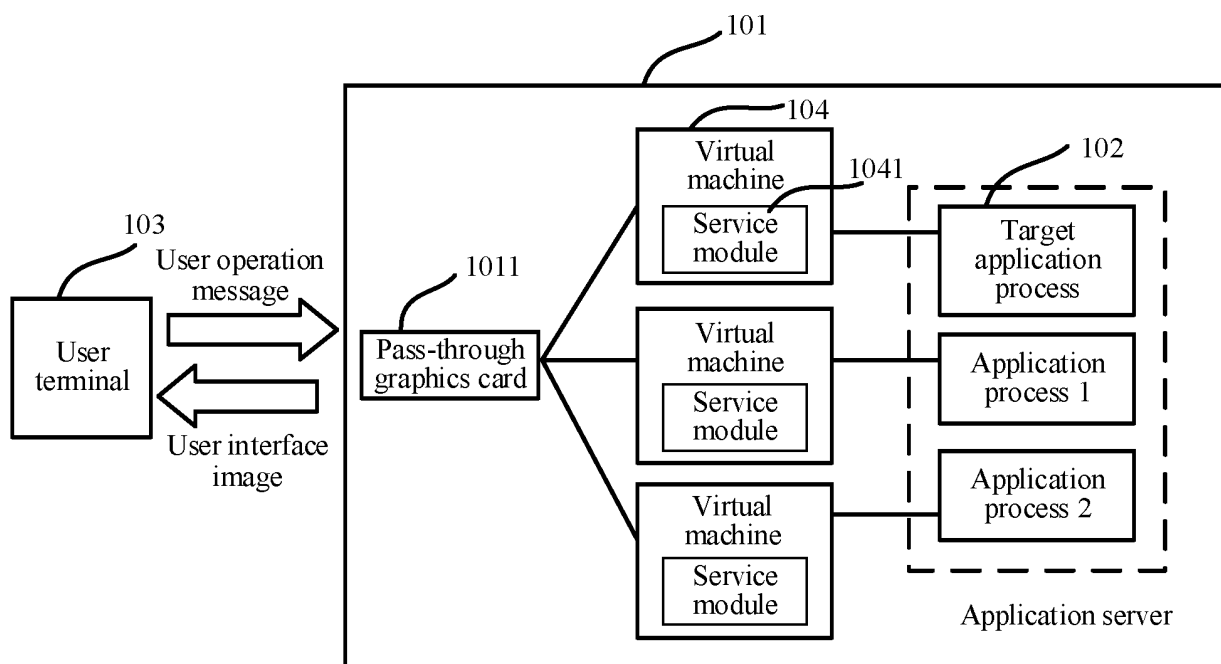 101
104
Virtual
machine
1041
Service
module
102
Target
application
process
103
User operation
message
User
terminal
User interface
image
1011
Pass-through
graphics card
Virtual
machine
Service
module
Application
process 1
Virtual
machine
Service
module
Application
process 2
Application server